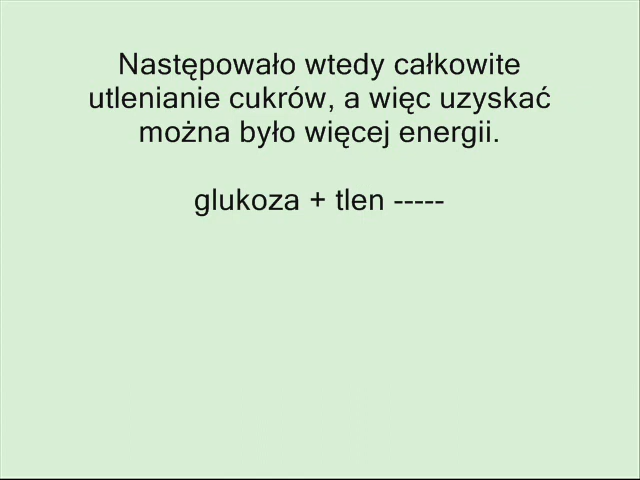 Następowało wtedy całkowite
utlenianie cukrów, a więc uzyskać
można było więcej energii.
glukoza + tlen -----